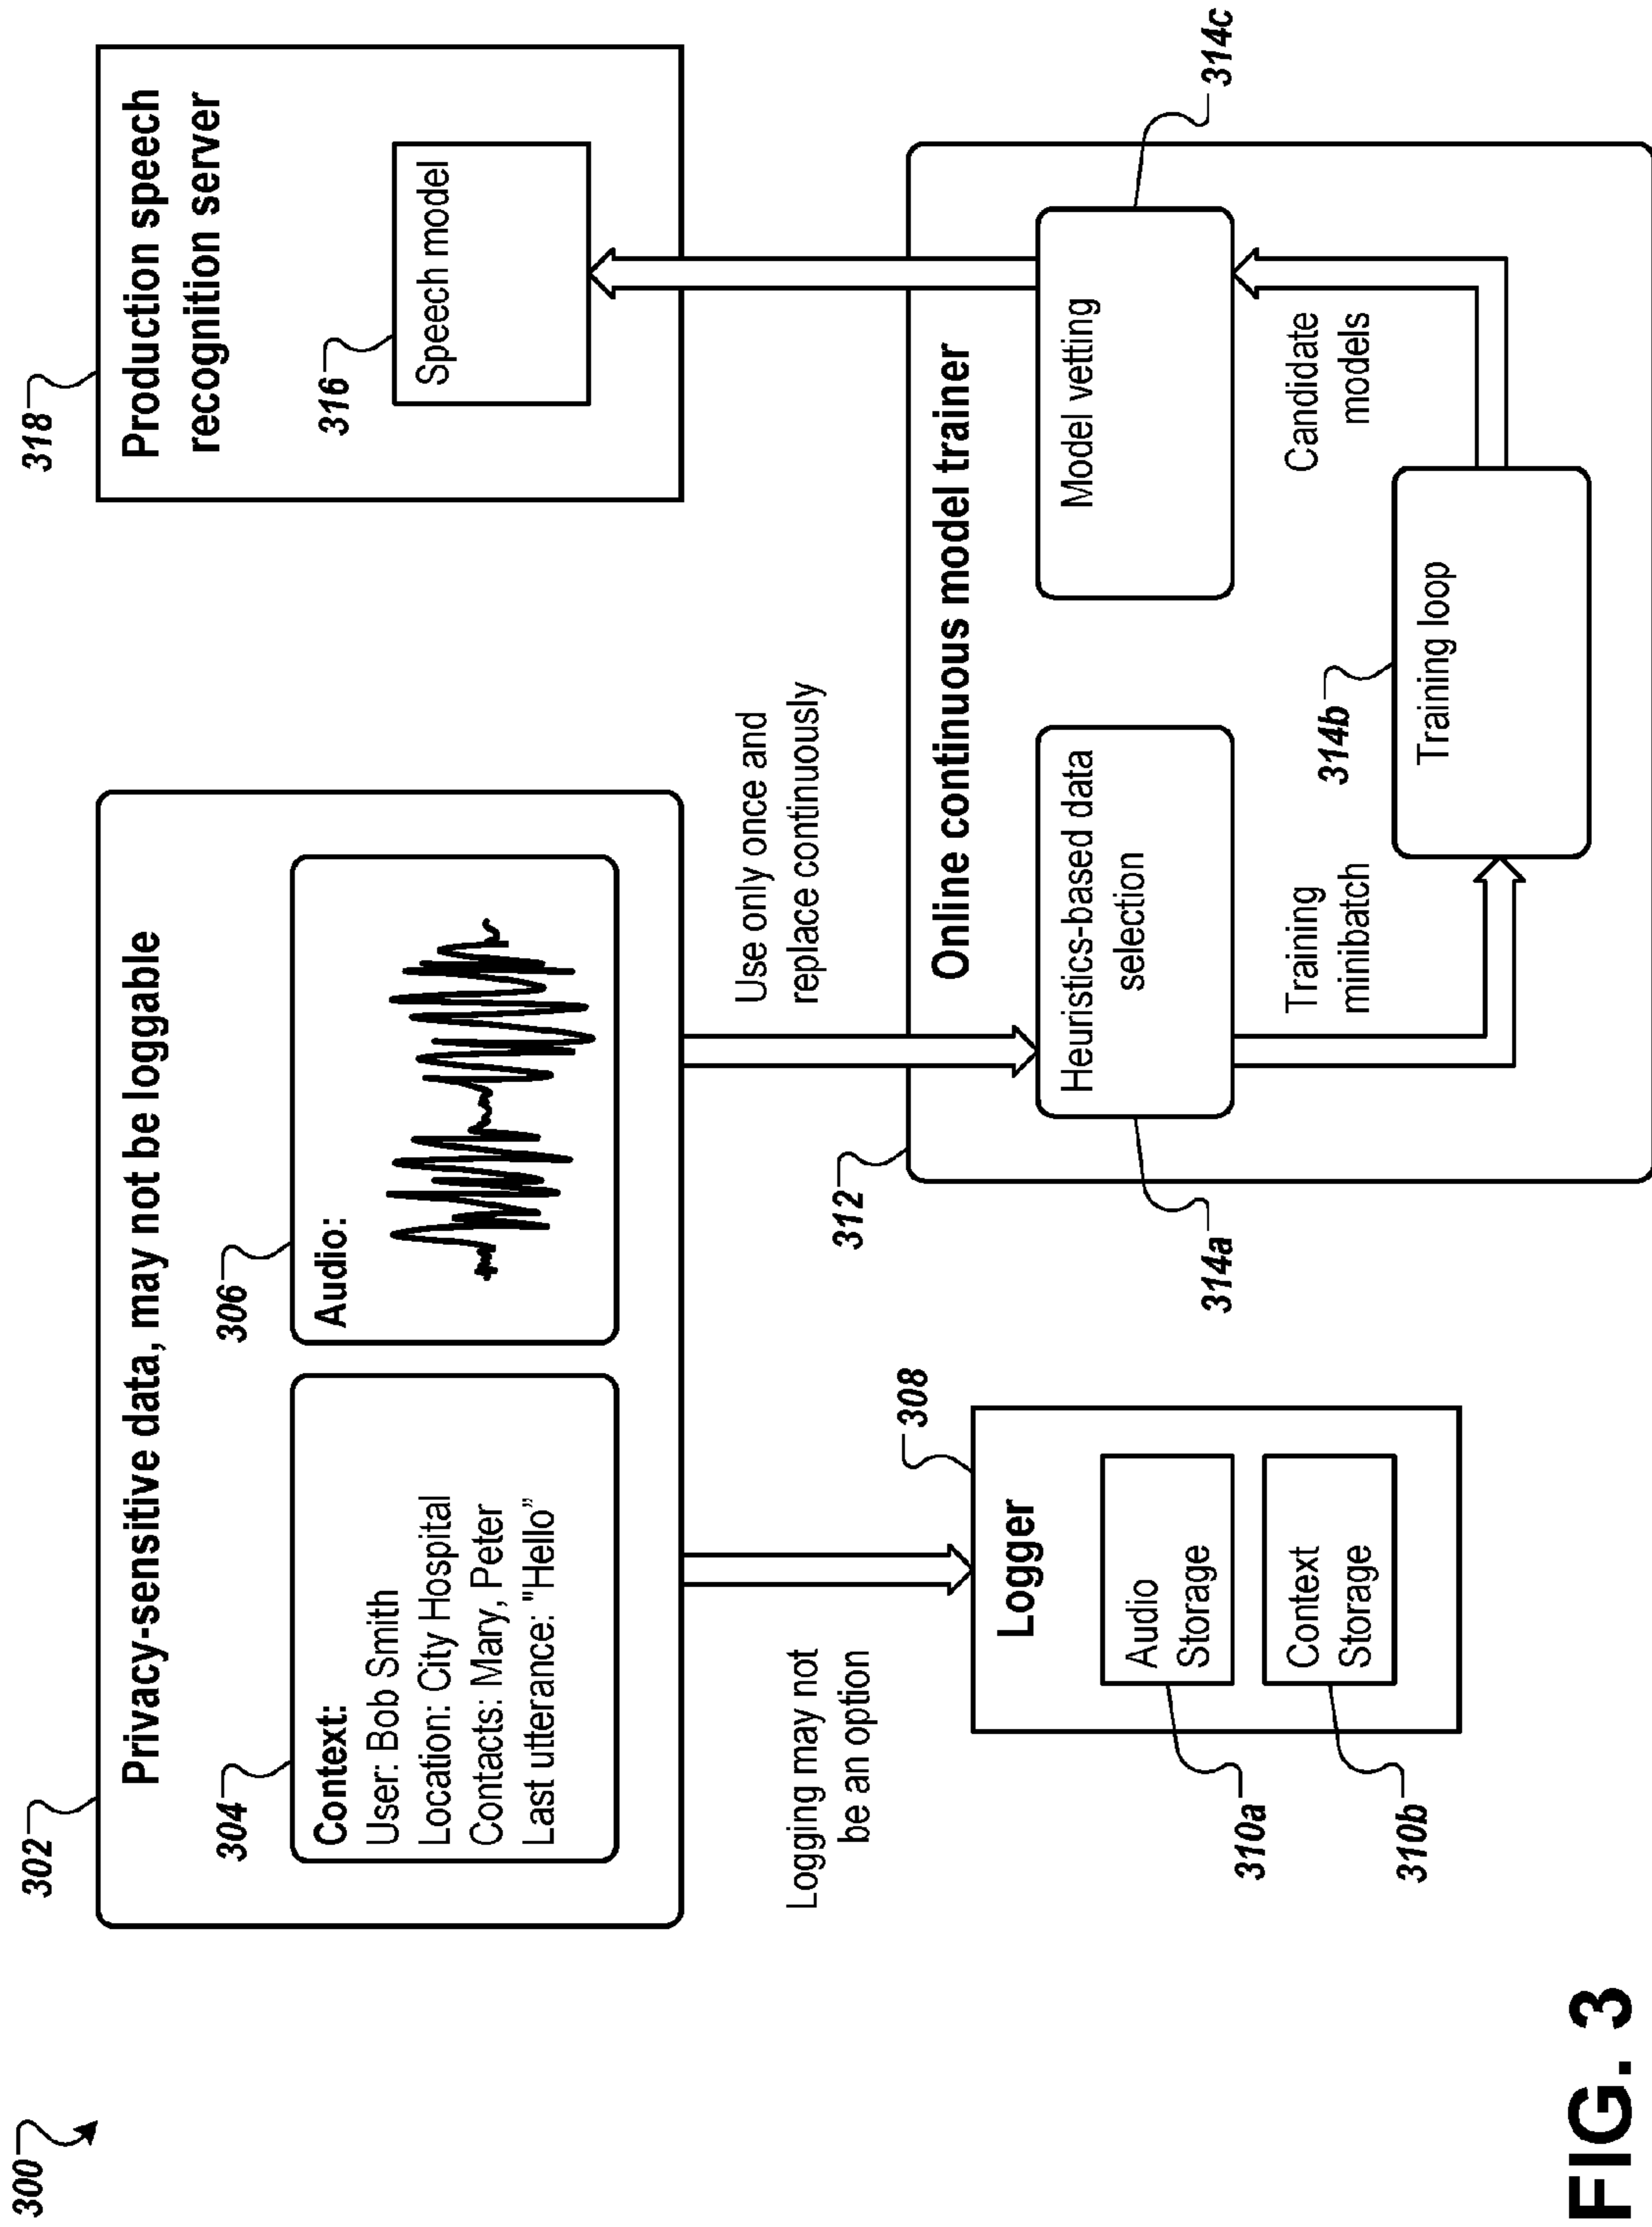 300
302
Privacy-sensitive data, may not be loggable
304
Context:
User: Bob Smith
Location: City Hospital
Contacts: Mary, Peter
Last utterance: "Hello”
306
Audio:
318
Production speech
recognition server
316
Speech model
Logging may not
be an option
Use only once and
replace continuously
308
Logger
Audio
Storage
310a
Context
Storage
310b
312
Online continuous model trainer
Heuristics-based data
selection
314a
Model vetting
314c
Training
minibatch
Candidate
models
314b
Training loop
FIG. 3